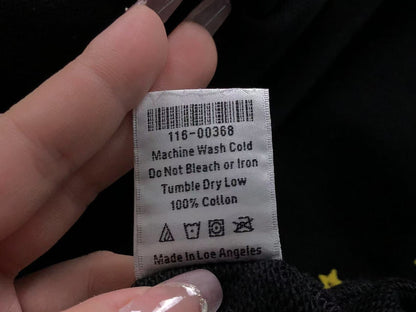 116-00368
Machine Wash Cold
Do Not Bleach or Iron
Tumble Dry Low
100% Cotton
Made in Los Angeles